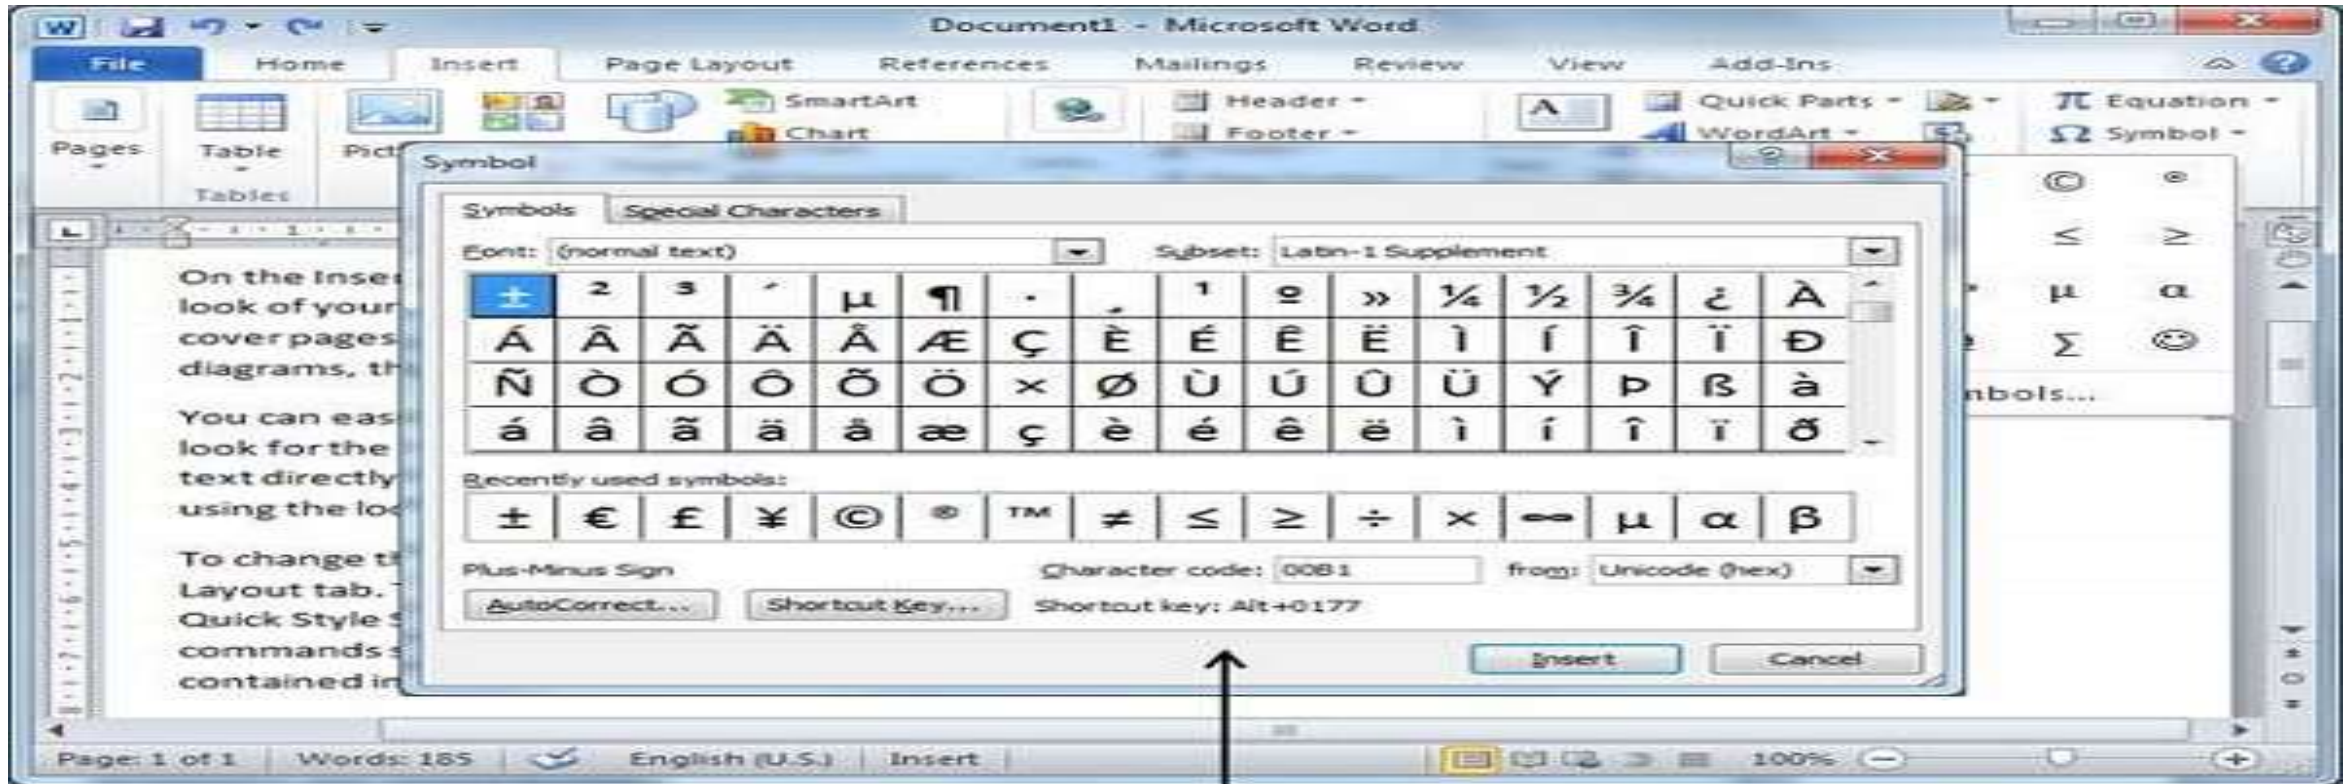 Document1 - Microsoft Word
File Home Insert Page Layout References Mailings Review View Add-Ins
SmartArt Header Quick Parts Equation
Pages Table Chart Footer WordArt Symbol
Tables
Symbol
Symbols Special Characters
Font: (normal text) Subset: Latin-1 Supplement
± ² ³ ´ µ ¶ · ¸ ¹ º » ¼ ½ ¾ ¿ À
Á Â Ã Ä Å Æ Ç È É Ê Ë Ì Í Î Ï Đ
Ñ Ò Ó Ô Õ Ö × Ø Ù Ú Û Ü Ý Þ ß à
á â ã ä å æ ç è é ê ë ì í î ï ð
Recently used symbols:
± € £ ¥ © ® ™ ≠ ≤ ≥ ÷ × ∞ µ α β
Plus-Minus Sign Character code: 00B1 from: Unicode (hex)
AutoCorrect... Shortcut Key... Shortcut key: Alt+0177
Insert Cancel
© ®
≤ ≥
µ α
∑ ☺
On the
look of your
cover pages
diagrams,
You can
look for the
text directly
using the
To change
Layout tab.
Quick Style
commands
contained in
Page: 1 of 1 Words: 185 English (U.S.) Insert 100%